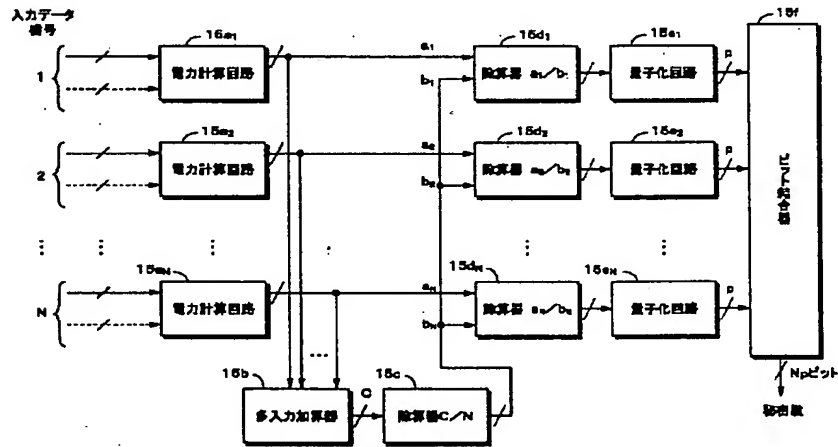 入力データ
番号
1
2
N
16a1
電力計算回路
15a2
電力計算回路
15aN
電力計算回路
a1
b1
a2
b2
aN
bN
15d1
除算器 a1/b1
15d2
除算器 a2/b2
15dN
除算器 aN/bN
15e1
量子化回路
15e2
量子化回路
15eN
量子化回路
P
P
P
15f
ビット結合器
15b
多入力加算器
C
15c
除算器C/N
Npビット
秘密鍵